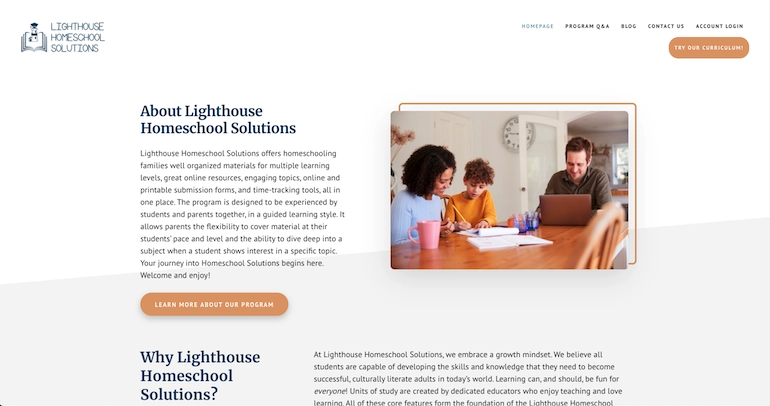 LIGHTHOUSE
HOMESCHOOL
SOLUTIONS
HOMEPAGE PROGRAM Q&A BLOG CONTACT US ACCOUNT LOGIN
TRY OUR CURRICULUM!
About Lighthouse
Homeschool Solutions
Lighthouse Homeschool Solutions offers homeschooling
families well organized materials for multiple learning
levels, great online resources, engaging topics, online and
printable submission forms, and time-tracking tools, all in
one place. The program is designed to be experienced by
students and parents together, in a guided learning style. It
allows parents the flexibility to cover material at their
students' pace and level and the ability to dive deep into a
subject when a student shows interest in a specific topic.
Your journey into Homeschool Solutions begins here.
Welcome and enjoy!
LEARN MORE ABOUT OUR PROGRAM
Why Lighthouse
Homeschool
Solutions?
At Lighthouse Homeschool Solutions, we embrace a growth mindset. We believe all
students are capable of developing the skills and knowledge that they need to become
successful, culturally literate adults in today's world. Learning can, and should, be fun for
everyone! Units of study are created by dedicated educators who enjoy teaching and love
learning. All of these core features form the foundation of the Lighthouse Homeschool